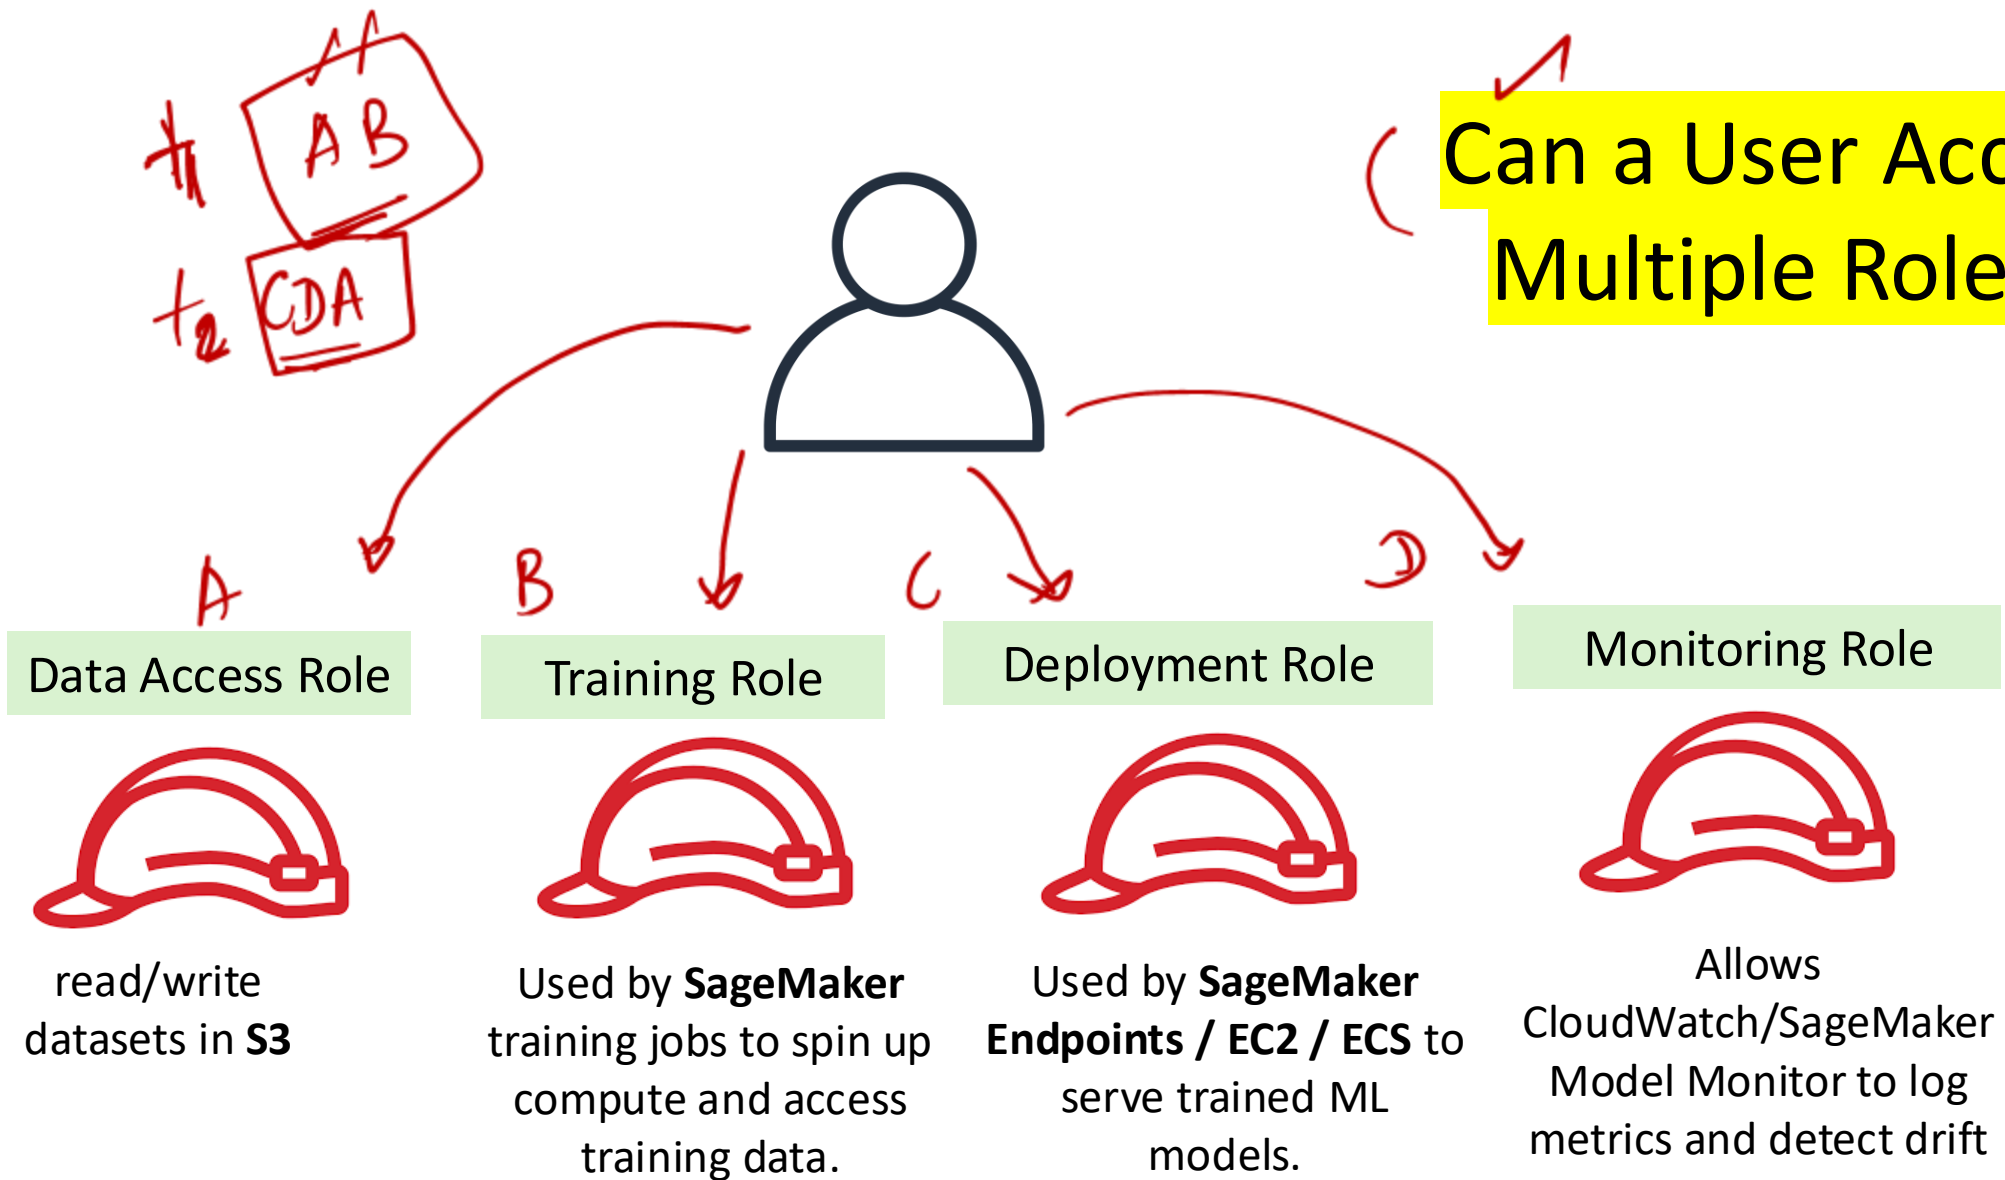 t1 AB
t2 CDA
Can a User Acc
Multiple Role
A B C D
Data Access Role
Training Role
Deployment Role
Monitoring Role
read/write
datasets in S3
Used by SageMaker
training jobs to spin up
compute and access
training data.
Used by SageMaker
Endpoints / EC2 / ECS to
serve trained ML
models.
Allows
CloudWatch/SageMaker
Model Monitor to log
metrics and detect drift